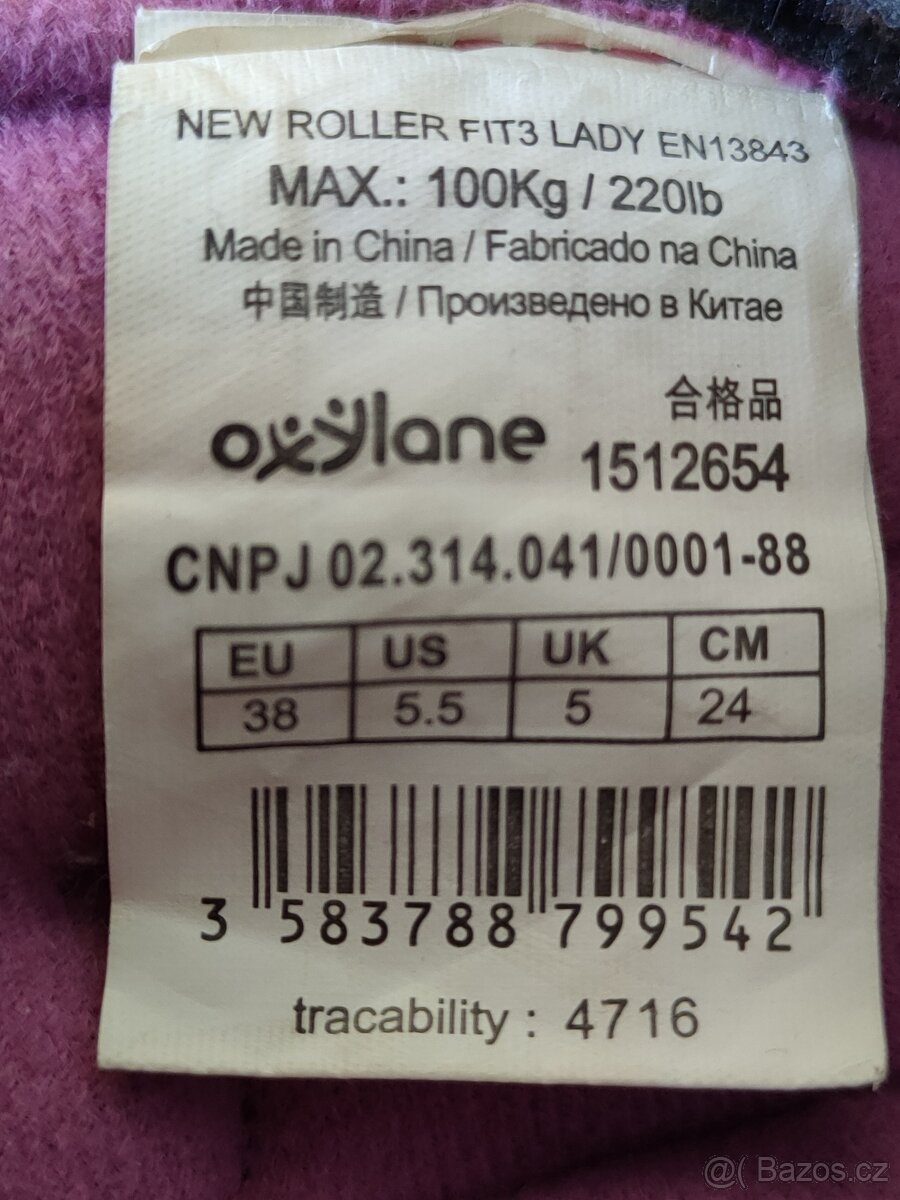 NEW ROLLER FIT3 LADY EN13843
MAX.: 100Kg / 220lb
Made in China / Fabricado na China
中国制造 / Произведено в Китае
oxylane
合格品
1512654
CNPJ 02.314.041/0001-88
EU US UK CM
38 5.5 5 24
3 583788 799542
tracability : 4716
@( Bazos.cz